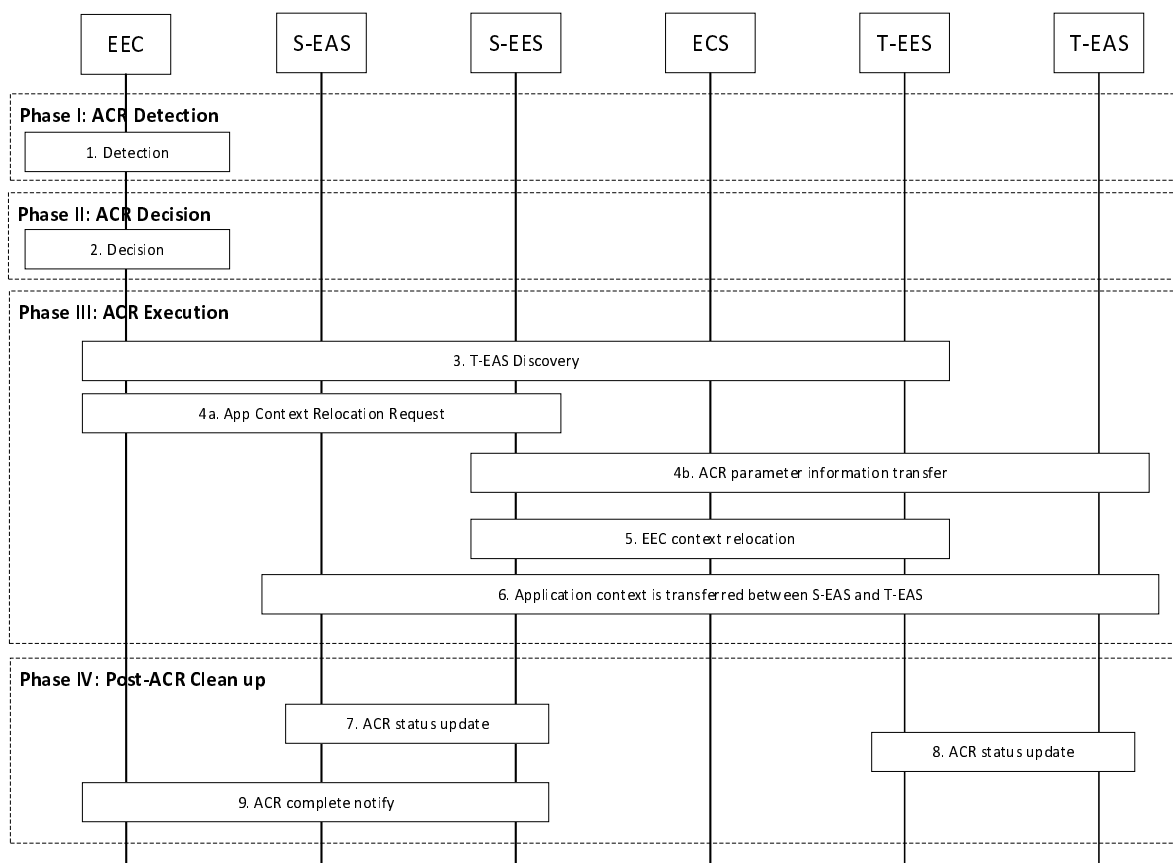 EEC
S-EAS
S-EES
ECS
T-EES
T-EAS
Phase I: ACR Detection
1. Detection
Phase II: ACR Decision
2. Decision
Phase III: ACR Execution
3. T-EAS Discovery
4a. App Context Relocation Request
4b. ACR parameter information transfer
5. EEC context relocation
6. Application context is transferred between S-EAS and T-EAS
Phase IV: Post-ACR Clean up
7. ACR status update
8. ACR status update
9. ACR complete notify